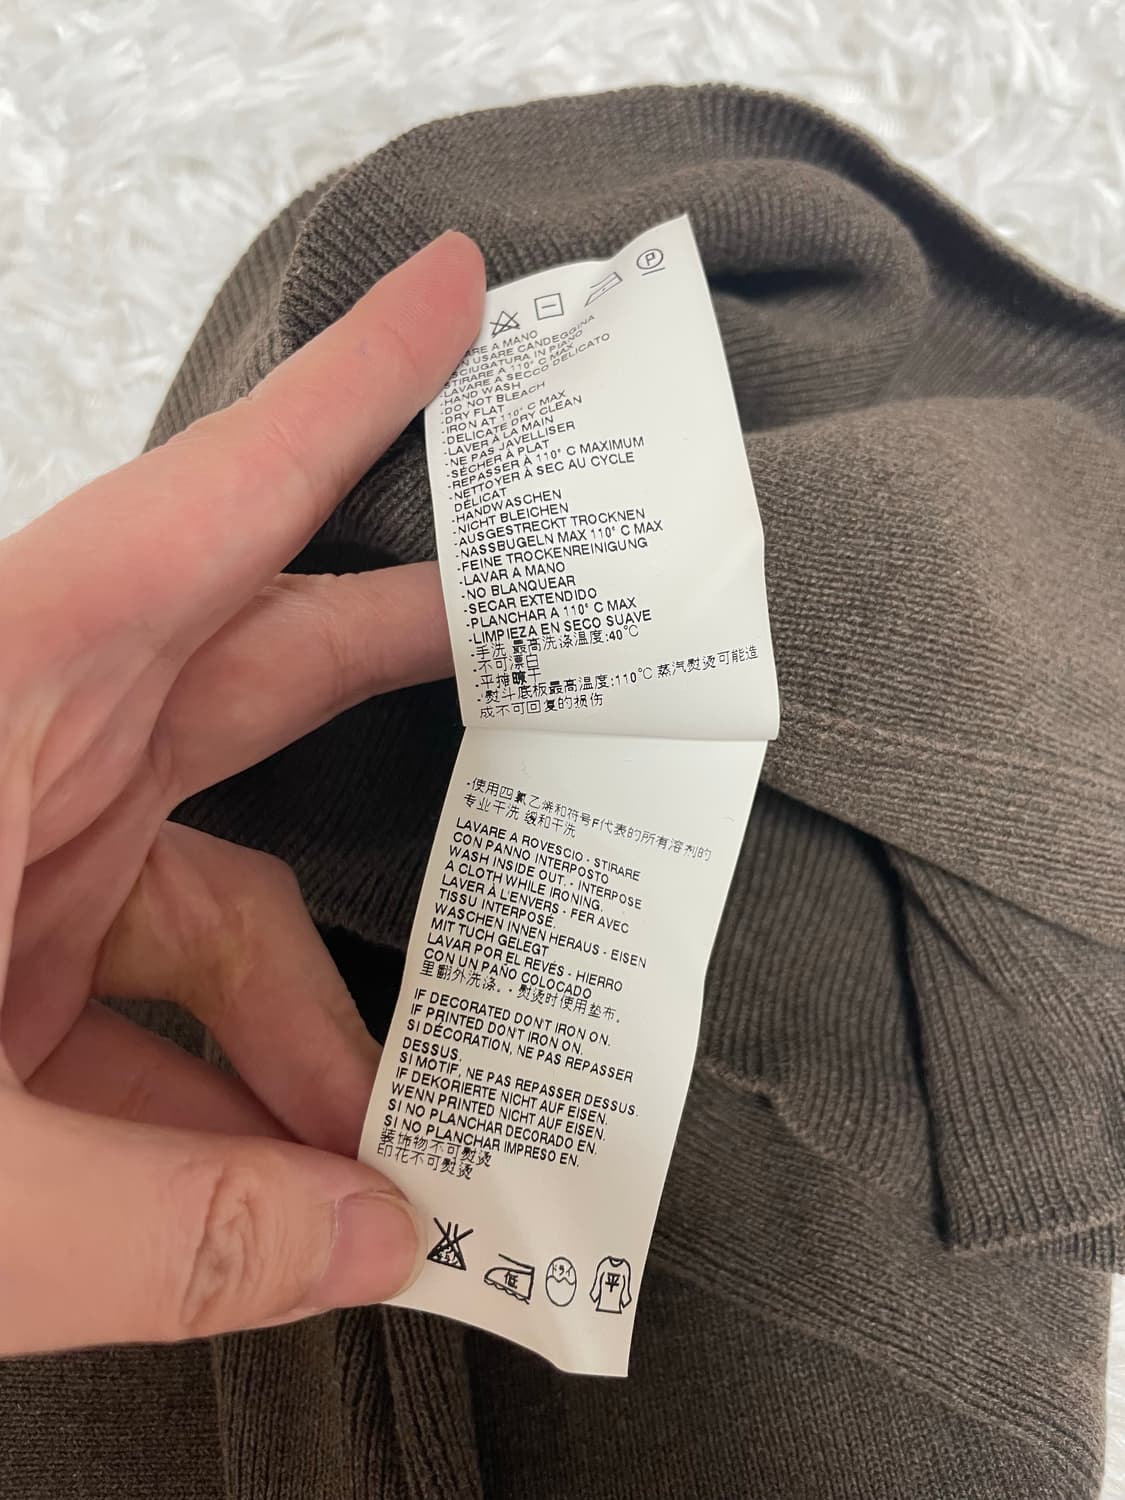 P
ARE A MANO
N USARE CANDEGGINA
SCIUGATURA IN PIANO
STIRARE A 110° C MAX
-LAVARE A SECCO DELICATO
-HAND WASH
-DO NOT BLEACH
-DRY FLAT
-IRON AT 110° C MAX
-DELICATE DRY CLEAN
-LAVER À LA MAIN
-NE PAS JAVELLISER
-SÉCHER À PLAT
-REPASSER À 110° C MAXIMUM
-NETTOYER À SEC AU CYCLE
DÉLICAT
-HANDWASCHEN
-NICHT BLEICHEN
-AUSGESTRECKT TROCKNEN
-NASSBUGELN MAX 110° C MAX
-FEINE TROCKENREINIGUNG
-LAVAR A MANO
-NO BLANQUEAR
-SECAR EXTENDIDO
-PLANCHAR A 110° C MAX
-LIMPIEZA EN SECO SUAVE
-手洗 最高洗涤温度:40℃
-不可漂白
-平摊晾干
-熨斗底板最高温度:110℃ 蒸汽熨烫可能造
成不可回复的损伤
-使用四氯乙烯和符号F代表的所有溶剂的
专业干洗 缓和干洗
LAVARE A ROVESCIO - STIRARE
CON PANNO INTERPOSTO
WASH INSIDE OUT. - INTERPOSE
A CLOTH WHILE IRONING.
LAVER À L'ENVERS - FER AVEC
TISSU INTERPOSÉ.
WASCHEN INNEN HERAUS - EISEN
MIT TUCH GELEGT
LAVAR POR EL REVÉS - HIERRO
CON UN PAÑO COLOCADO
里翻外洗涤。- 熨烫时使用垫布。
IF DECORATED DONT IRON ON.
IF PRINTED DONT IRON ON.
SI DÉCORATION, NE PAS REPASSER
DESSUS.
SI MOTIF, NE PAS REPASSER DESSUS.
IF DEKORIERTE NICHT AUF EISEN.
WENN PRINTED NICHT AUF EISEN.
SI NO PLANCHAR DECORADO EN.
SI NO PLANCHAR IMPRESO EN.
装饰物不可熨烫
印花不可熨烫
低 ドライ 平